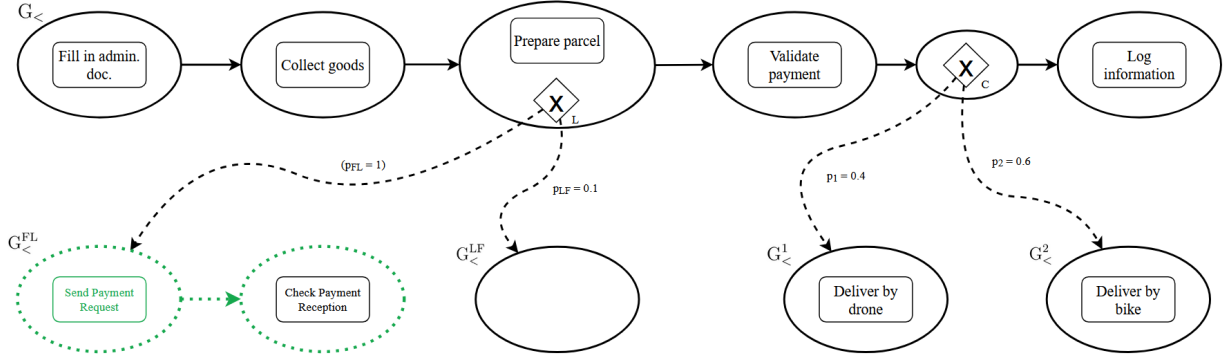 G<
Fill in admin.
doc.
Collect goods
Prepare parcel
X
L
Validate
payment
X
C
Log
information
(pFL = 1)
pLF = 0.1
p1 = 0.4
p2 = 0.6
G<FL
Send Payment
Request
Check Payment
Reception
G<LF
G<1
Deliver by
drone
G<2
Deliver by
bike